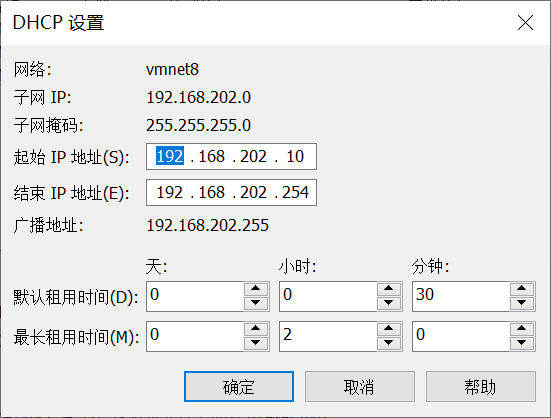 DHCP 设置
网络: vmnet8
子网 IP: 192.168.202.0
子网掩码: 255.255.255.0
起始 IP 地址(S): 192 . 168 . 202 . 10
结束 IP 地址(E): 192 . 168 . 202 . 254
广播地址: 192.168.202.255
天: 小时: 分钟:
默认租用时间(D): 0 0 30
最长租用时间(M): 0 2 0
确定 取消 帮助